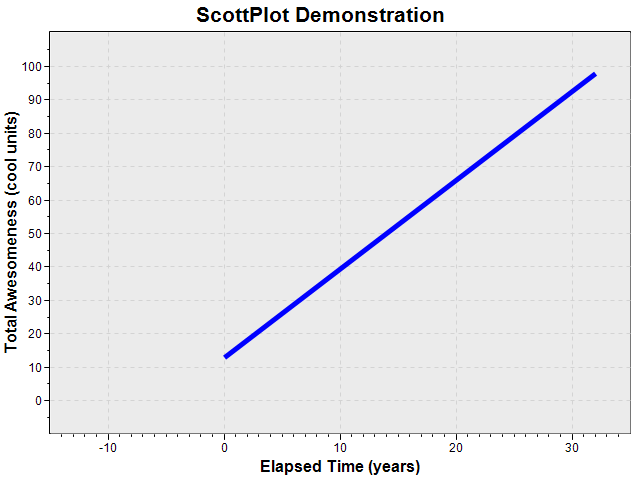 ScottPlot Demonstration
Total Awesomeness (cool units)
100
90
80
70
60
50
40
30
20
10
0
-10 0 10 20 30
Elapsed Time (years)